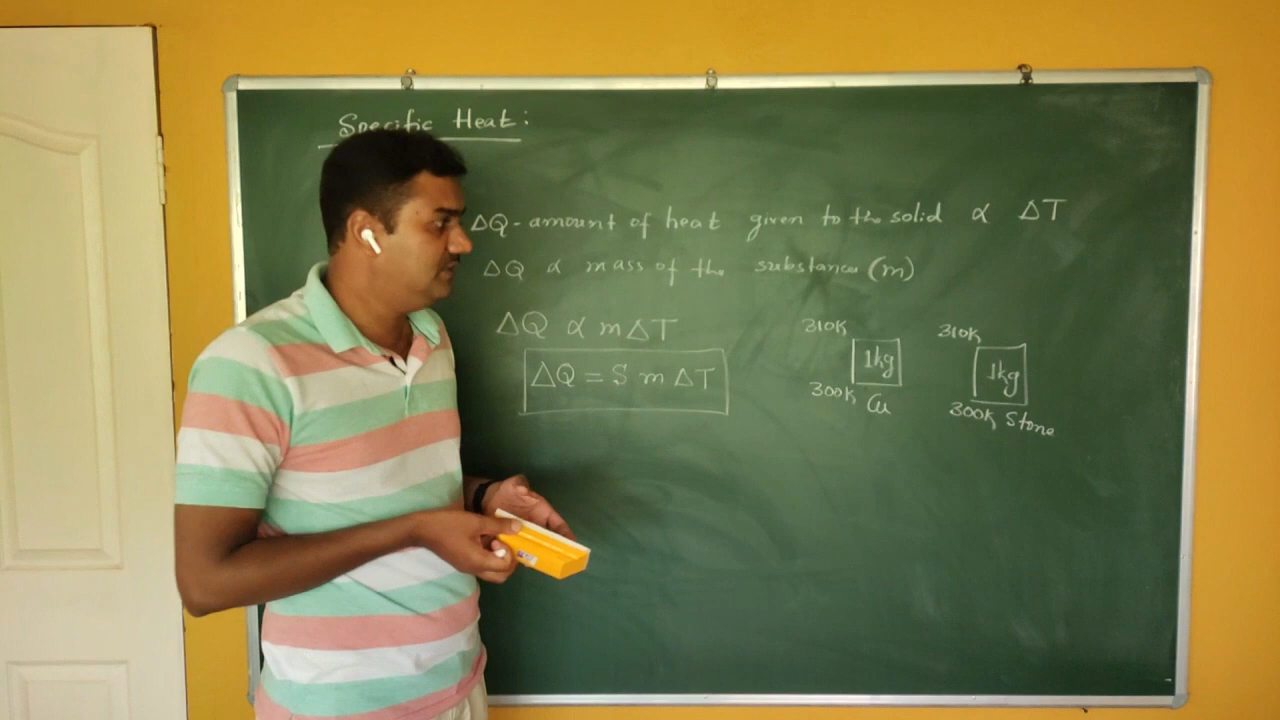 Specific Heat:
ΔQ - amount of heat given to the solid ∝ ΔT
ΔQ ∝ mass of the substance (m)
ΔQ ∝ m ΔT
ΔQ = S m ΔT
310K
1kg
300K Cu
310K
1kg
300K Stone